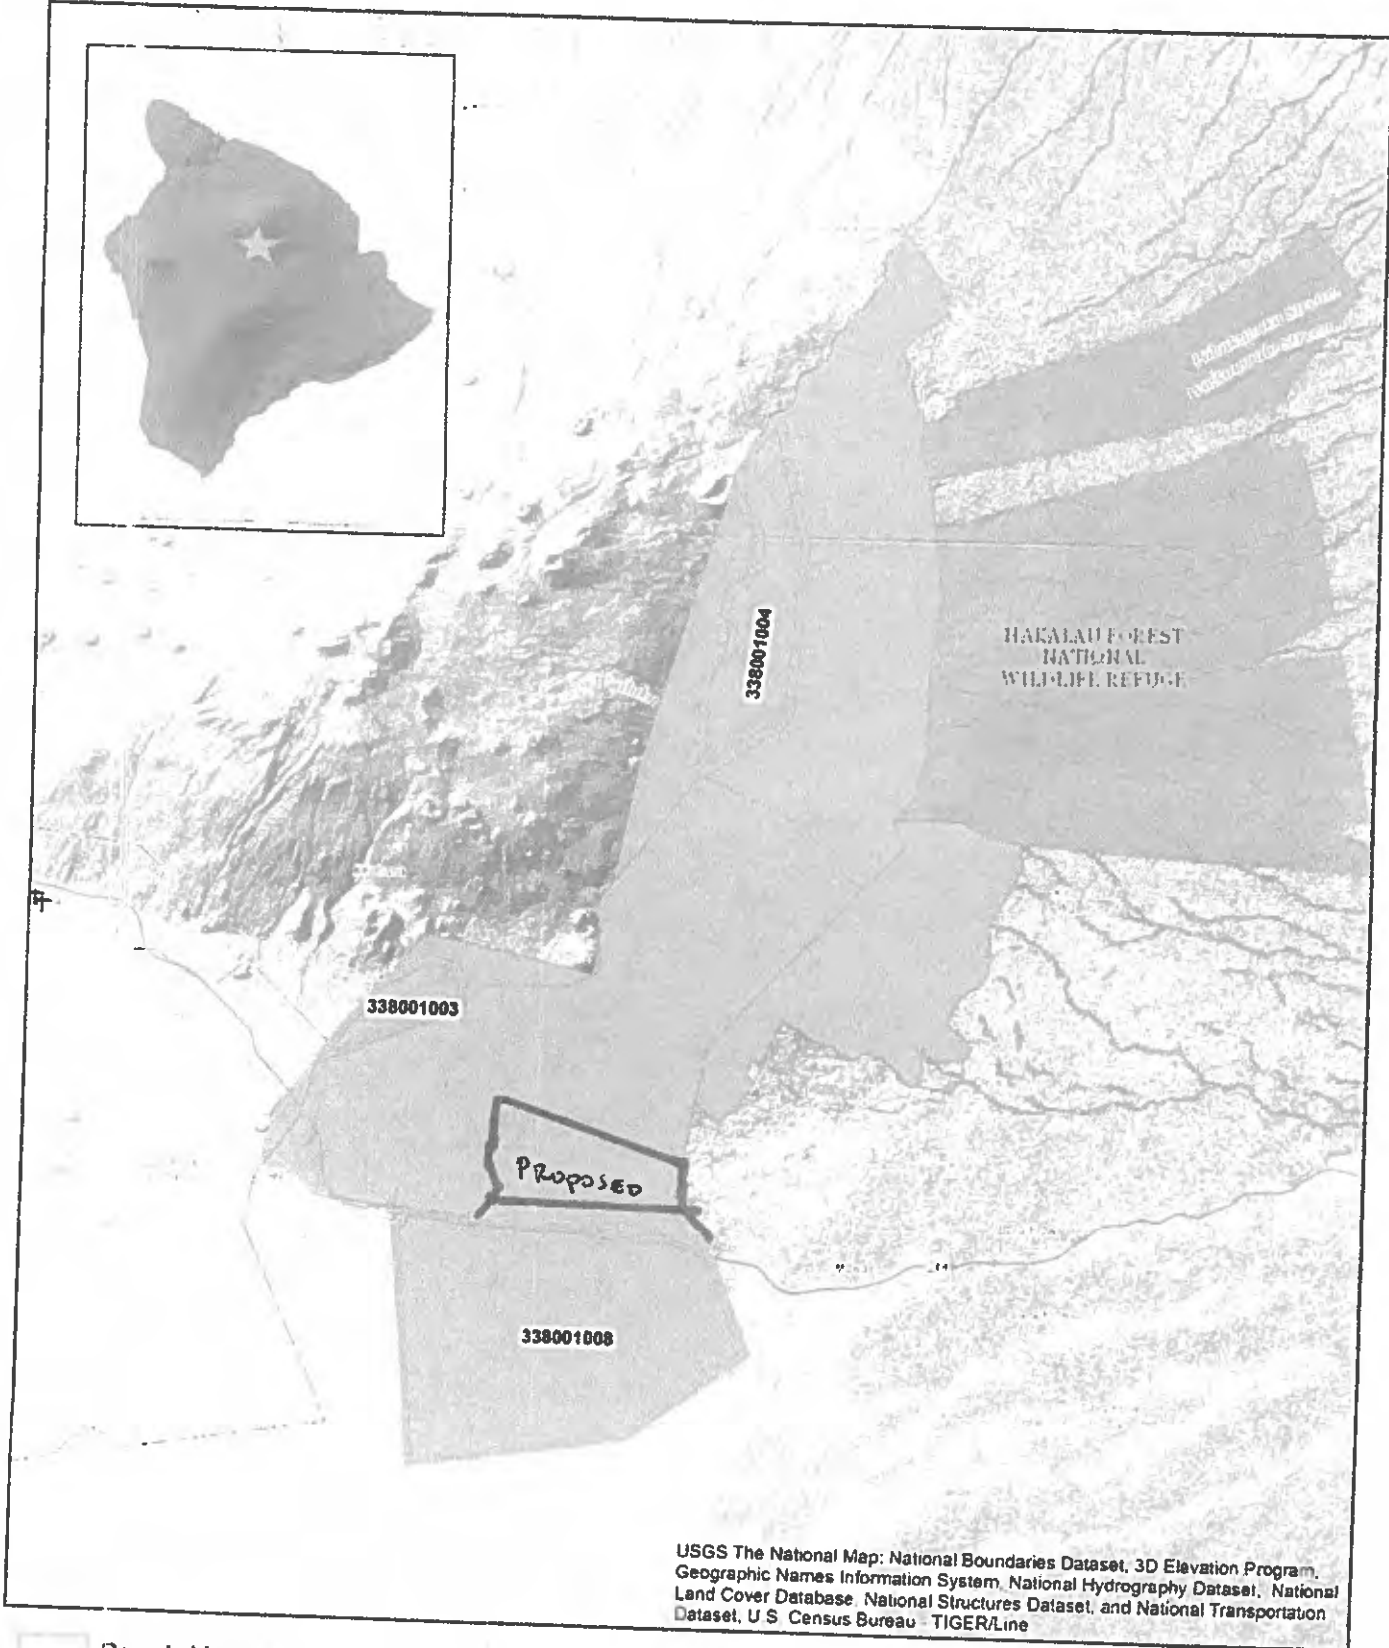 338001004
HAKALAU FOREST
NATIONAL
WILDLIFE REFUGE
338001003
PROPOSED
338001008
USGS The National Map: National Boundaries Dataset, 3D Elevation Program,
Geographic Names Information System, National Hydrography Dataset, National
Land Cover Database, National Structures Dataset, and National Transportation
Dataset, U.S. Census Bureau - TIGER/Line